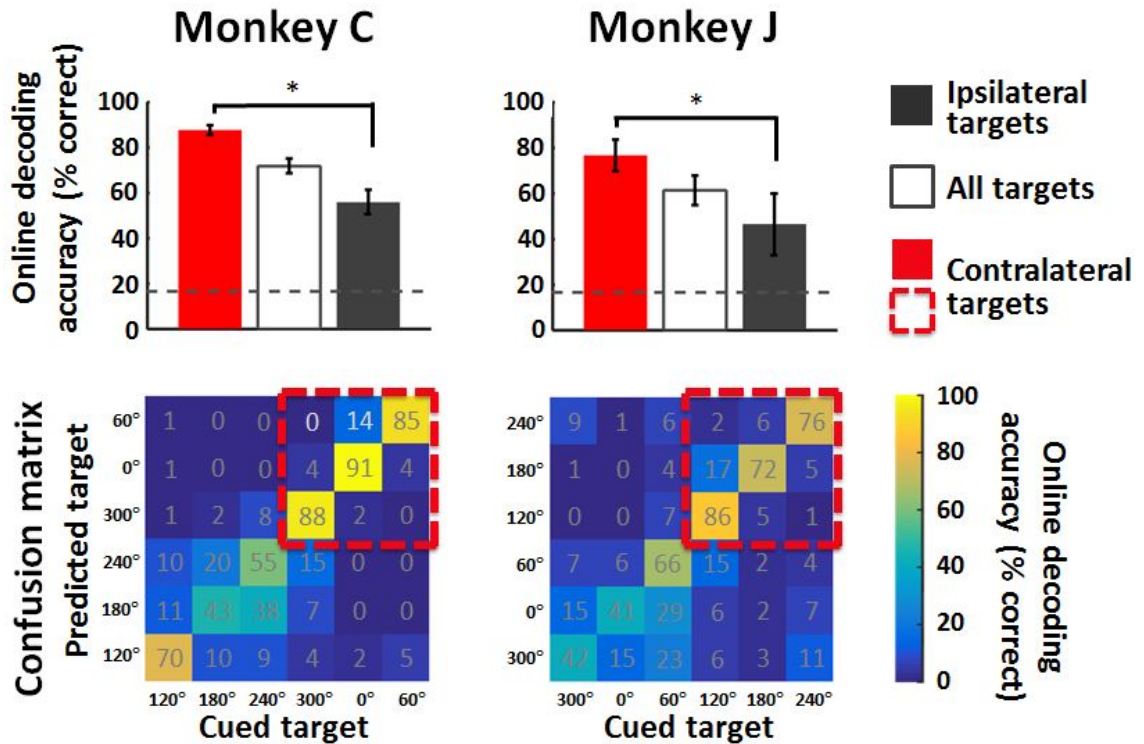 Monkey C
Monkey J
Online decoding
accuracy (% correct)
100
80
60
40
20
0
*
100
80
60
40
20
0
*
Ipsilateral
targets
All targets
Contralateral
targets
Confusion matrix
Predicted target
60° 1 0 0 0 14 85
0° 1 0 0 4 91 4
300° 1 2 8 88 2 0
240° 10 20 55 15 0 0
180° 11 43 38 7 0 0
120° 70 10 9 4 2 5
120° 180° 240° 300° 0° 60°
Cued target
240° 9 1 6 2 6 76
180° 1 0 4 17 72 5
120° 0 0 7 86 5 1
60° 7 6 66 15 2 4
0° 15 41 29 6 2 7
300° 42 15 23 6 3 11
300° 0° 60° 120° 180° 240°
Cued target
100
80
60
40
20
0
Online decoding
accuracy (% correct)